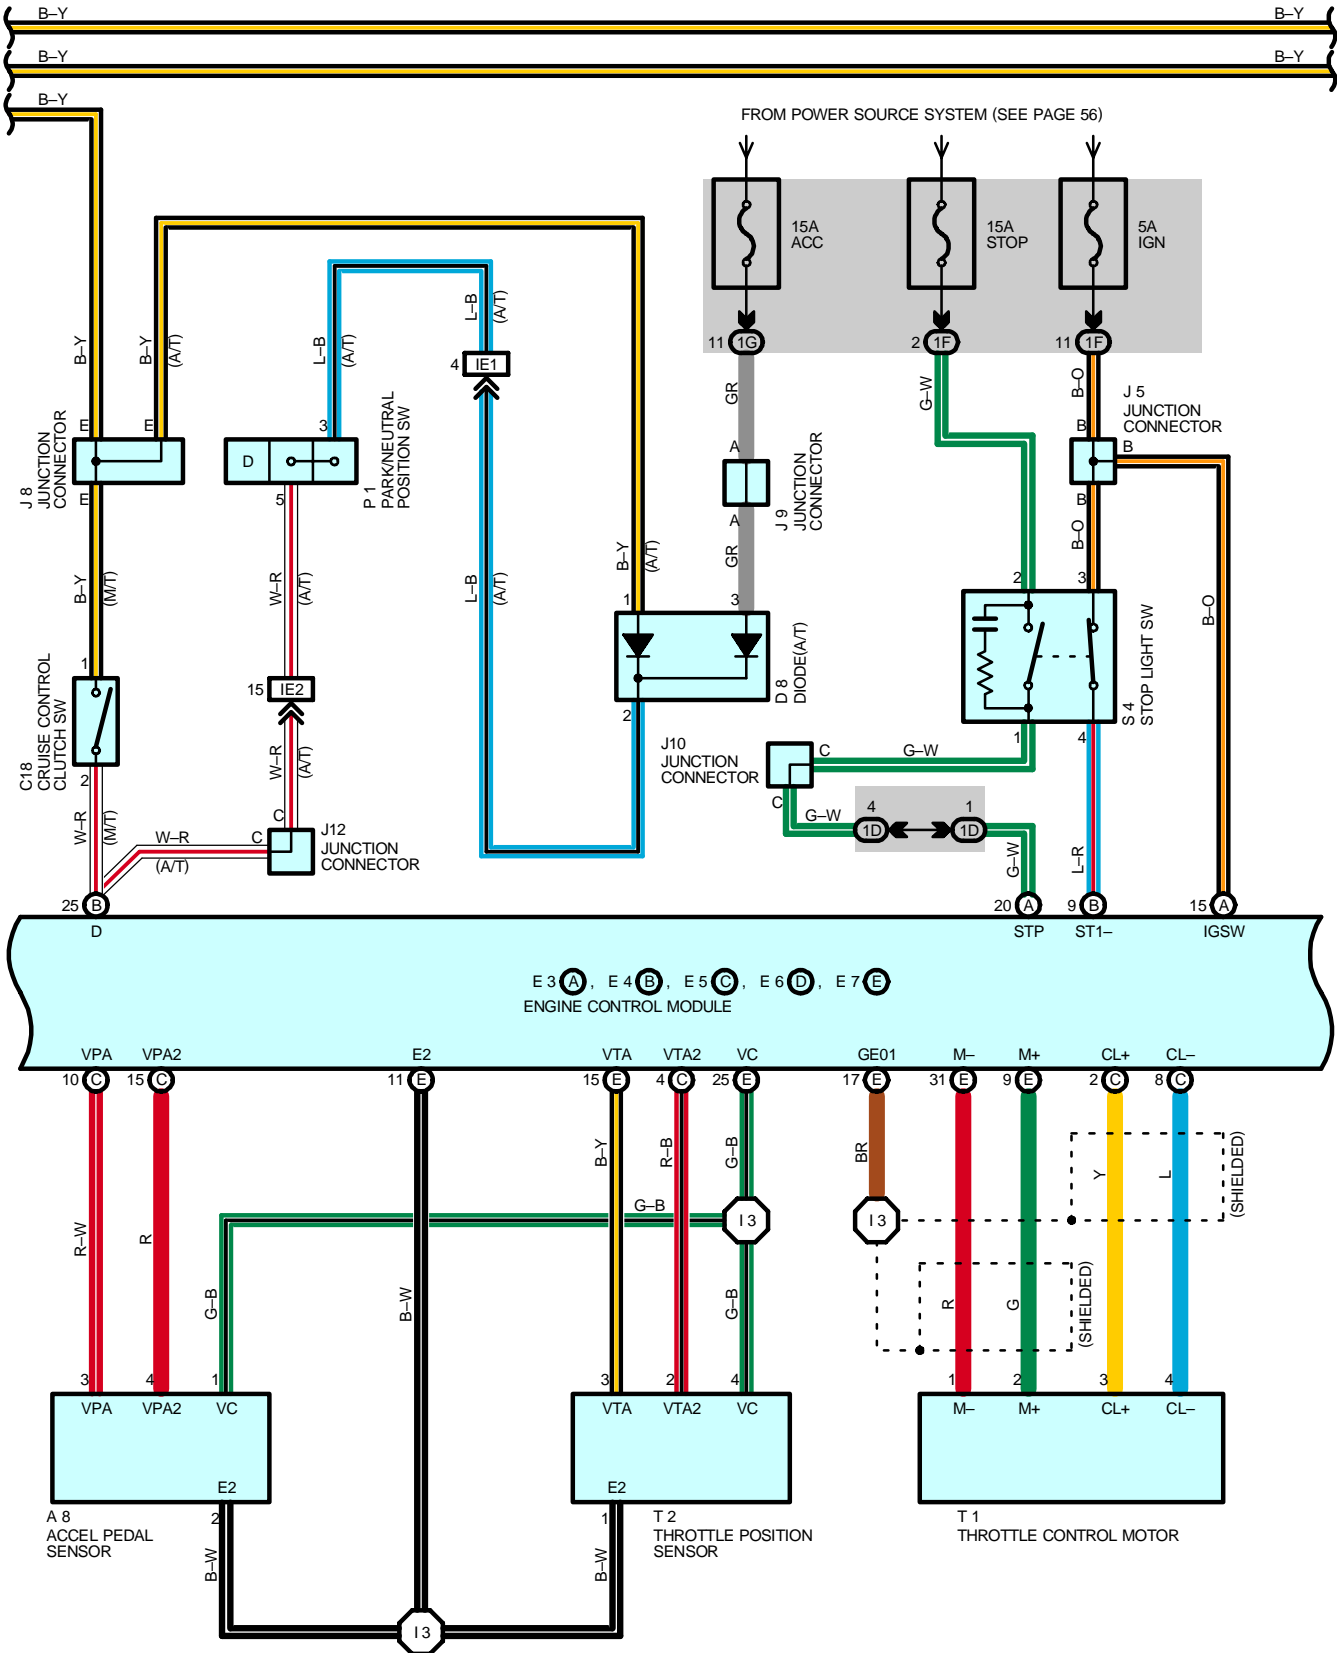 B–Y
B–Y
B–Y
B–Y
B–Y
FROM POWER SOURCE SYSTEM (SEE PAGE 56)
15A
ACC
15A
STOP
5A
IGN
11 1G
2 1F
11 1F
B–Y
B–Y
(A/T)
L–B
(A/T)
L–B
(A/T)
4 IE1
GR
G–W
B–O
J 5
JUNCTION
CONNECTOR
E
E
3
A
B
B
J 8
JUNCTION
CONNECTOR
D
P 1
PARK/NEUTRAL
POSITION SW
J 9
JUNCTION
CONNECTOR
E
5
A
B
B–Y
(M/T)
W–R
(A/T)
L–B
(A/T)
B–Y
(A/T)
GR
B–O
B–O
1
3
2
3
1
15 IE2
C18
CRUISE CONTROL
CLUTCH SW
D 8
DIODE(A/T)
S 4
STOP LIGHT SW
2
2
1
4
W–R
(M/T)
W–R
(A/T)
J10
JUNCTION
CONNECTOR
C
G–W
C
G–W
4
1D
1
1D
G–W
L–R
C
J12
JUNCTION
CONNECTOR
W–R
C
(A/T)
25 B
20 A
9 B
15 A
D
STP
ST1–
IGSW
E 3 A , E 4 B , E 5 C , E 6 D , E 7 E
ENGINE CONTROL MODULE
VPA
VPA2
E2
VTA
VTA2
VC
GE01
M–
M+
CL+
CL–
10 C
15 C
11 E
15 E
4 C
25 E
17 E
31 E
9 E
2 C
8 C
R–W
R
G–B
B–W
B–Y
R–B
G–B
BR
Y
L
(SHIELDED)
G–B
I 3
I 3
G–B
R
G
(SHIELDED)
3
4
1
3
2
4
1
2
3
4
VPA
VPA2
VC
VTA
VTA2
VC
M–
M+
CL+
CL–
E2
E2
A 8
ACCEL PEDAL
SENSOR
2
1
T 2
THROTTLE POSITION
SENSOR
T 1
THROTTLE CONTROL MOTOR
B–W
B–W
I 3